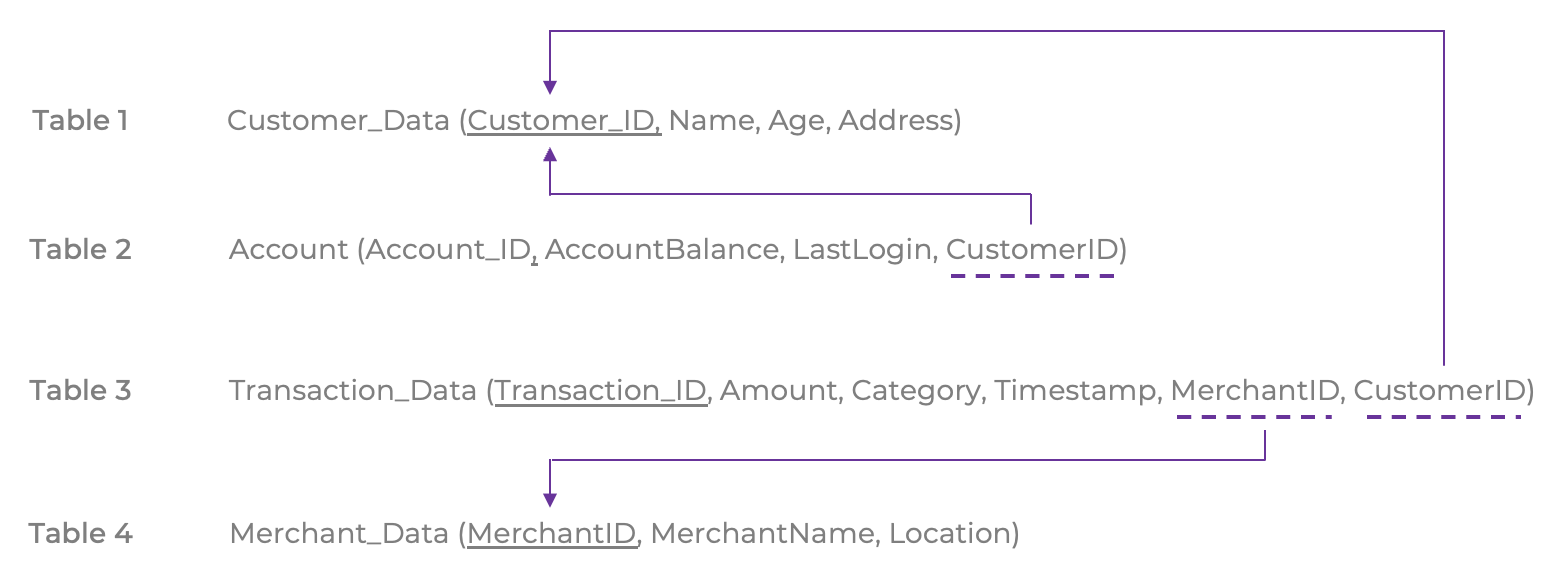 Table 1 Customer_Data (Customer_ID, Name, Age, Address)
Table 2 Account (Account_ID, AccountBalance, LastLogin, CustomerID)
Table 3 Transaction_Data (Transaction_ID, Amount, Category, Timestamp, MerchantID, CustomerID)
Table 4 Merchant_Data (MerchantID, MerchantName, Location)